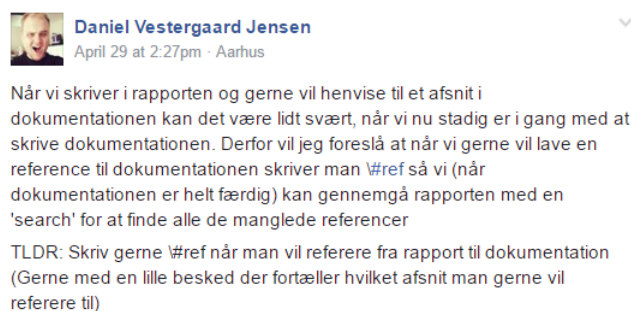 Daniel Vestergaard Jensen
April 29 at 2:27pm · Aarhus
Når vi skriver i rapporten og gerne vil henvise til et afsnit i
dokumentationen kan det være lidt svært, når vi nu stadig er i gang med at
skrive dokumentationen. Derfor vil jeg foreslå at når vi gerne vil lave en
reference til dokumentationen skriver man \#ref så vi (når
dokumentationen er helt færdig) kan gennemgå rapporten med en
'search' for at finde alle de manglede referencer
TLDR: Skriv gerne \#ref når man vil referere fra rapport til dokumentation
(Gerne med en lille besked der fortæller hvilket afsnit man gerne vil
referere til)